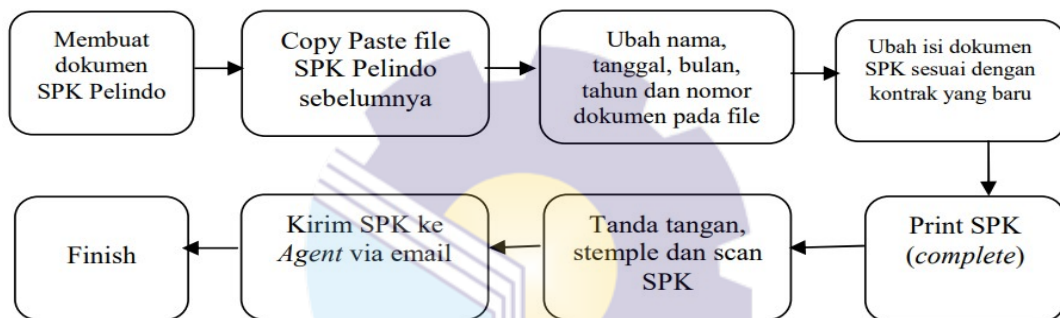 Membuat
dokumen
SPK Pelindo
Copy Paste file
SPK Pelindo
sebelumnya
Ubah nama,
tanggal, bulan,
tahun dan nomor
dokumen pada file
Ubah isi dokumen
SPK sesuai dengan
kontrak yang baru
Print SPK
(complete)
Tanda tangan,
stemple dan scan
SPK
Kirim SPK ke
Agent via email
Finish